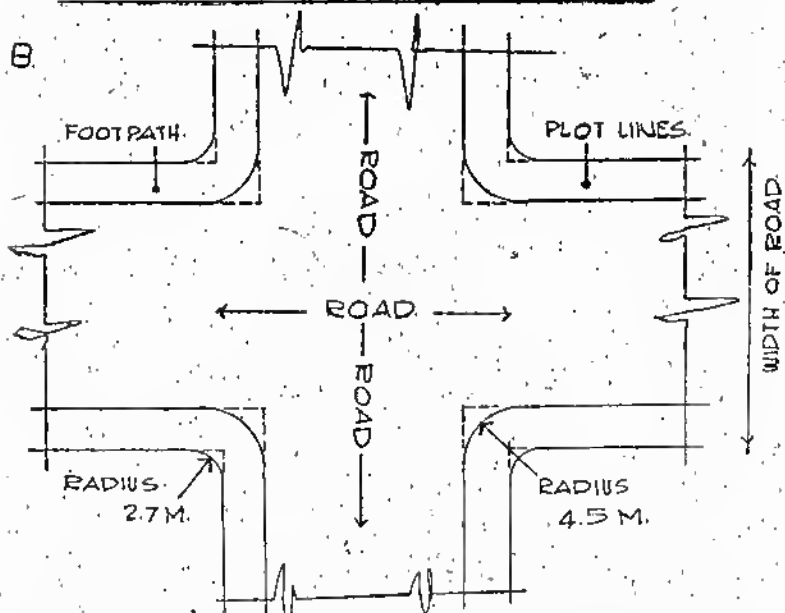 B
FOOTPATH.
PLOT LINES.
ROAD
ROAD.
ROAD
WIDTH OF ROAD.
RADIUS
2.7 M.
RADIUS
4.5 M.